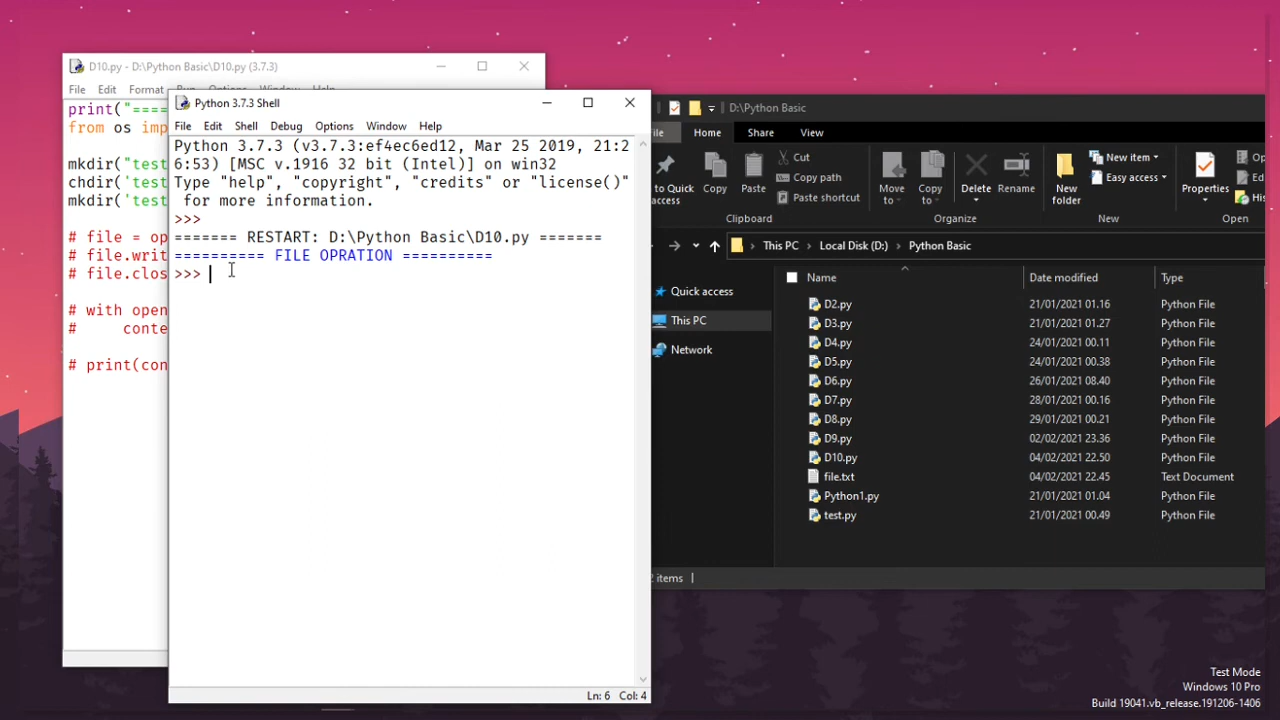 D10.py - D:\Python Basic\D10.py (3.7.3)
File Edit Format Run Options Window Help
print("====
from os imp
mkdir("test
chdir('test
mkdir('test
# file = op
# file.writ
# file.clos
# with open
#     conte
# print(con
Python 3.7.3 Shell
File Edit Shell Debug Options Window Help
Python 3.7.3 (v3.7.3:ef4ec6ed12, Mar 25 2019, 21:2
6:53) [MSC v.1916 32 bit (Intel)] on win32
Type "help", "copyright", "credits" or "license()"
for more information.
>>>
======= RESTART: D:\Python Basic\D10.py =======
========== FILE OPRATION ==========
>>>
Ln: 6 Col: 4
D:\Python Basic
ile Home Share View
to Quick access
Copy
Paste
Cut
Copy path
Paste shortcut
Clipboard
Move to
Copy to
Delete
Rename
Organize
New folder
New item
Easy access
New
Properties
Op
Ed
His
Open
This PC > Local Disk (D:) > Python Basic
Quick access
This PC
Network
Name Date modified Type
D2.py 21/01/2021 01.16 Python File
D3.py 21/01/2021 01.27 Python File
D4.py 24/01/2021 00.11 Python File
D5.py 24/01/2021 00.38 Python File
D6.py 26/01/2021 08.40 Python File
D7.py 28/01/2021 00.16 Python File
D8.py 29/01/2021 00.21 Python File
D9.py 02/02/2021 23.36 Python File
D10.py 04/02/2021 22.50 Python File
file.txt 04/02/2021 22.45 Text Document
Python1.py 21/01/2021 01.04 Python File
test.py 21/01/2021 00.49 Python File
2 items
Test Mode
Windows 10 Pro
Build 19041.vb_release.191206-1406